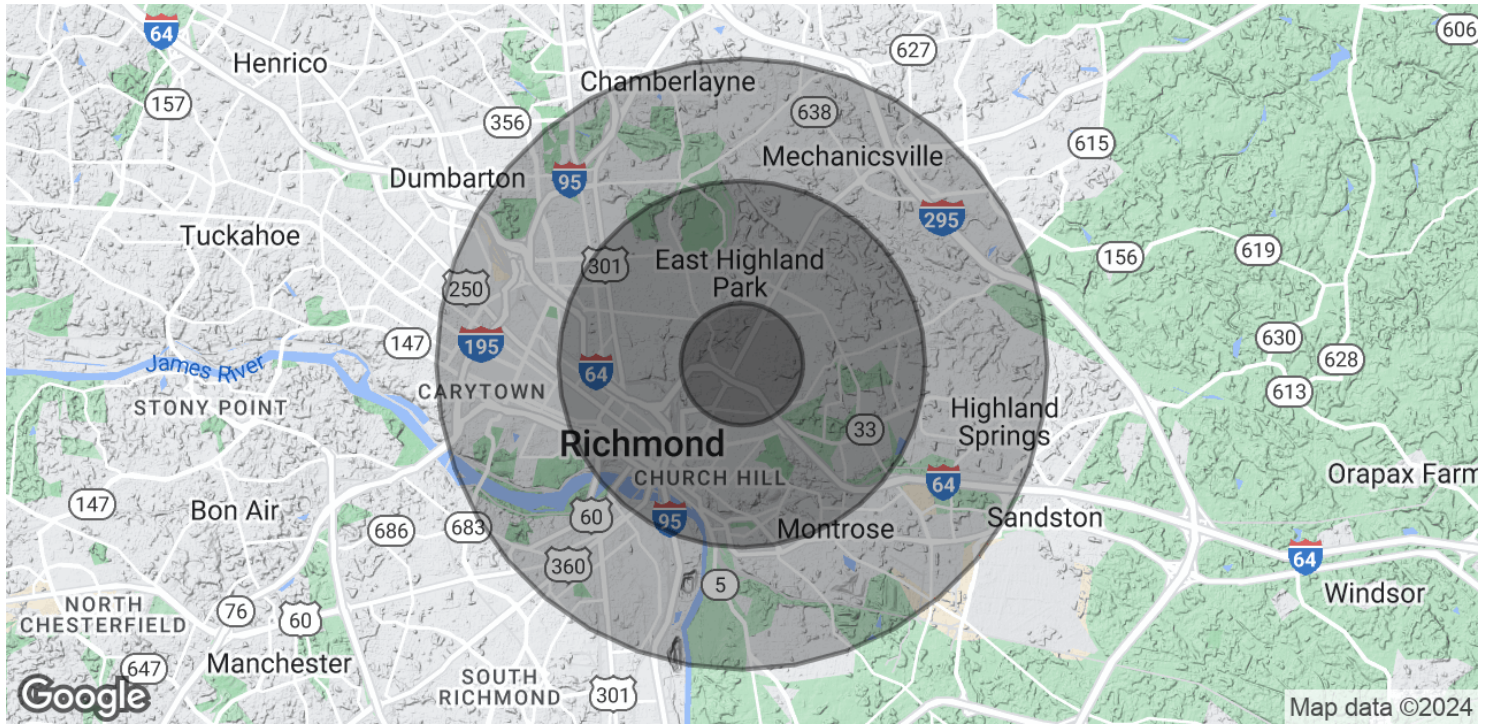 64
Henrico
157
356
Chamberlayne
638
627
606
615
Dumbarton
95
Mechanicsville
295
Tuckahoe
156
619
250
301
East Highland
Park
147
195
64
630
628
613
James River
STONY POINT
CARYTOWN
33
Highland
Springs
Richmond
CHURCH HILL
64
Orapax Farm
147
Bon Air
686
683
60
95
Montrose
Sandston
64
360
5
Windsor
NORTH
CHESTERFIELD
76
60
647
Manchester
SOUTH
RICHMOND
301
Google
Map data ©2024